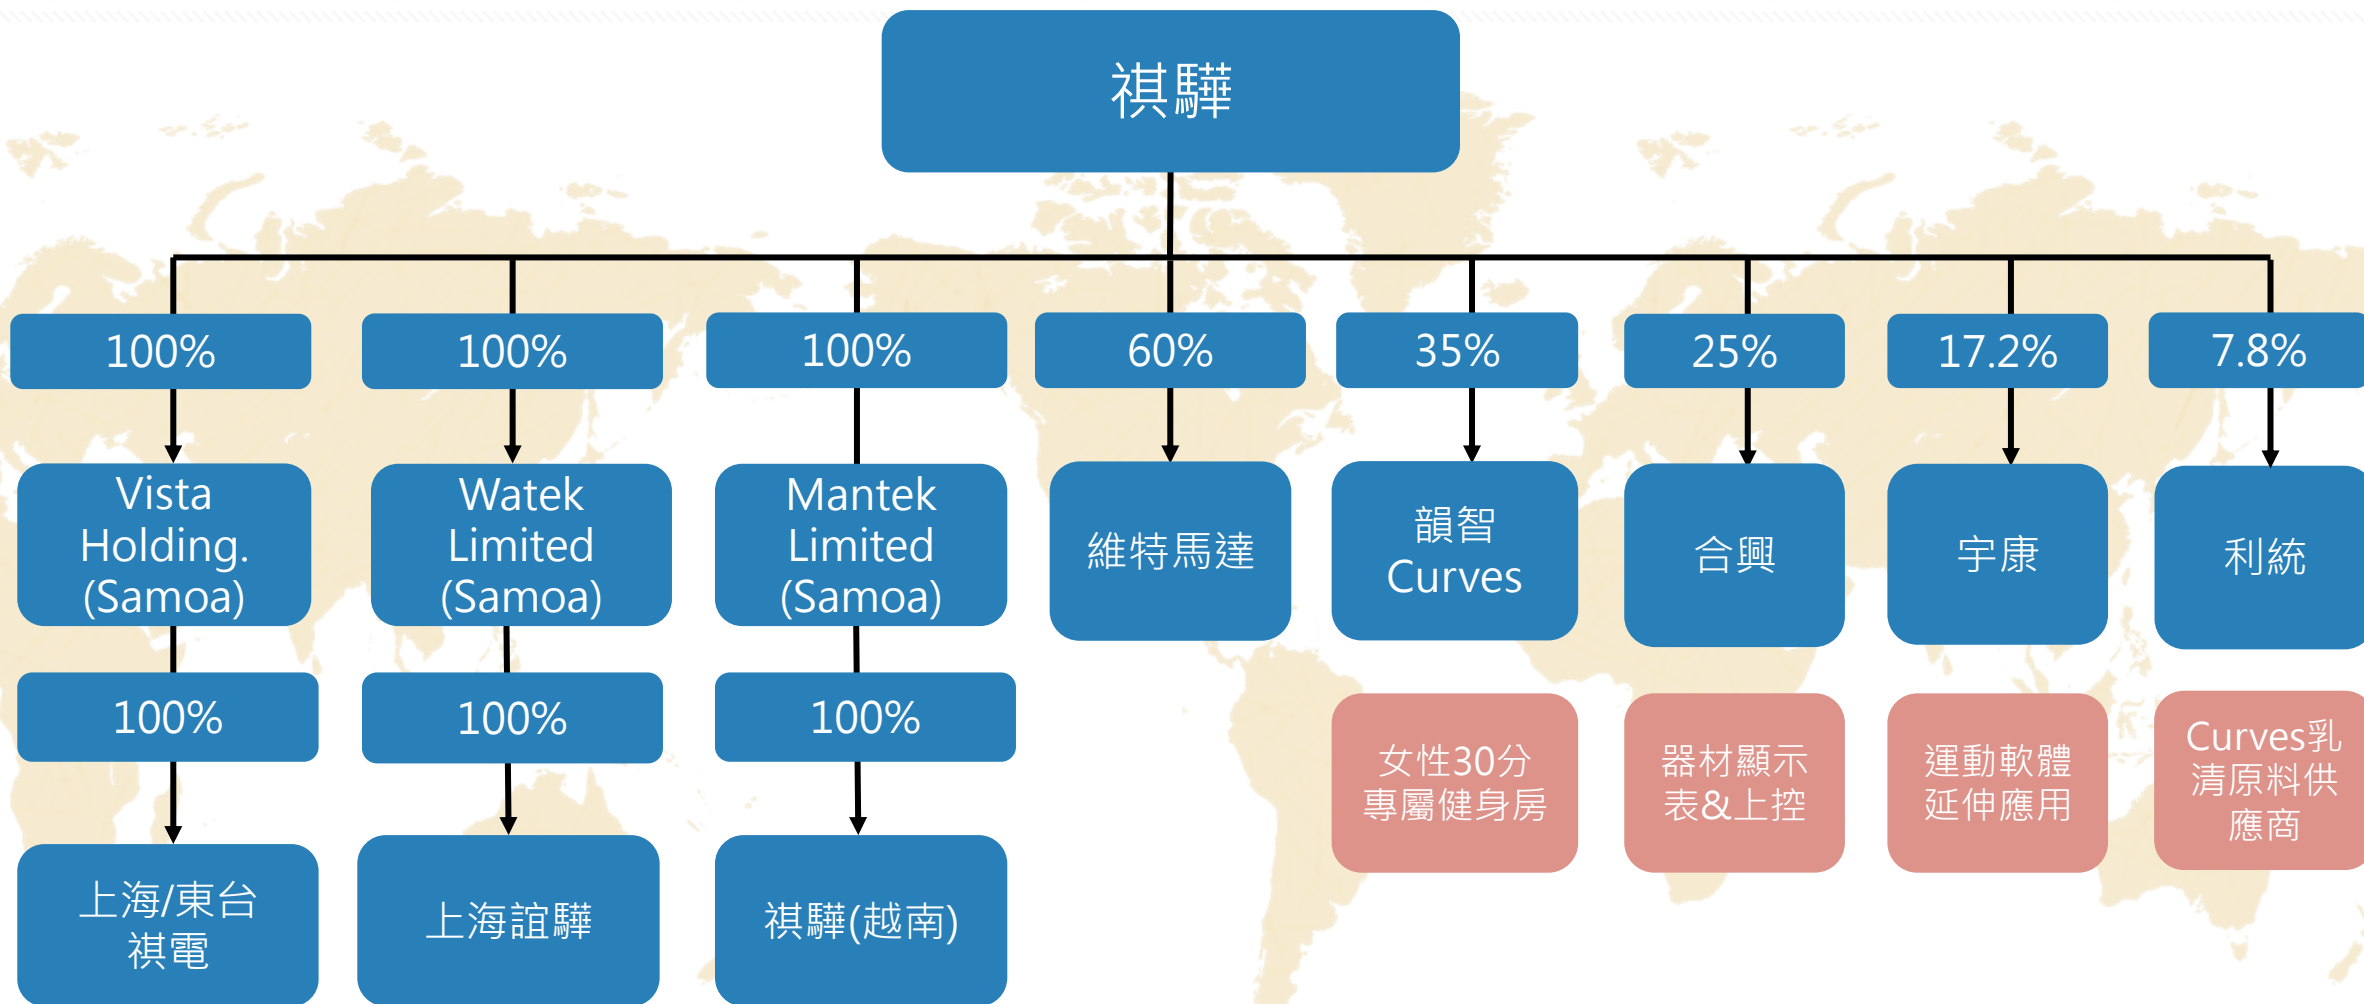 祺驊
100%
100%
100%
60%
35%
25%
17.2%
7.8%
Vista
Holding.
(Samoa)
Watek
Limited
(Samoa)
Mantek
Limited
(Samoa)
維特馬達
韻智
Curves
合興
宇康
利統
100%
100%
100%
女性30分
專屬健身房
器材顯示
表&上控
運動軟體
延伸應用
Curves乳
清原料供
應商
上海/東台
祺電
上海誼驊
祺驊(越南)